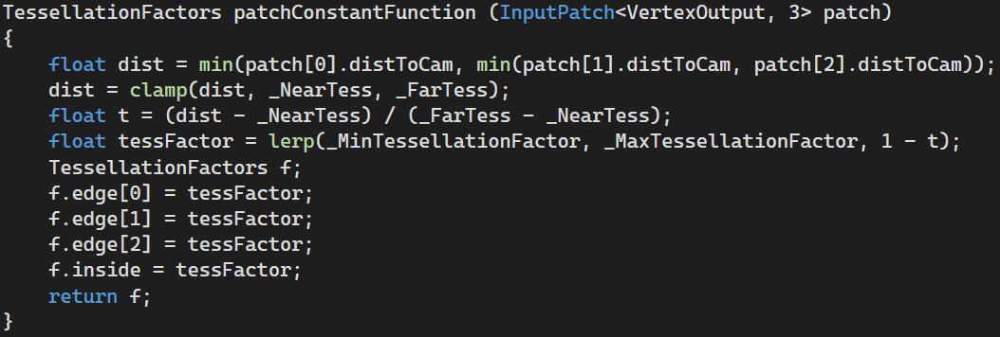 TessellationFactors patchConstantFunction (InputPatch<VertexOutput, 3> patch)
{
    float dist = min(patch[0].distToCam, min(patch[1].distToCam, patch[2].distToCam));
    dist = clamp(dist, _NearTess, _FarTess);
    float t = (dist - _NearTess) / (_FarTess - _NearTess);
    float tessFactor = lerp(_MinTessellationFactor, _MaxTessellationFactor, 1 - t);
    TessellationFactors f;
    f.edge[0] = tessFactor;
    f.edge[1] = tessFactor;
    f.edge[2] = tessFactor;
    f.inside = tessFactor;
    return f;
}